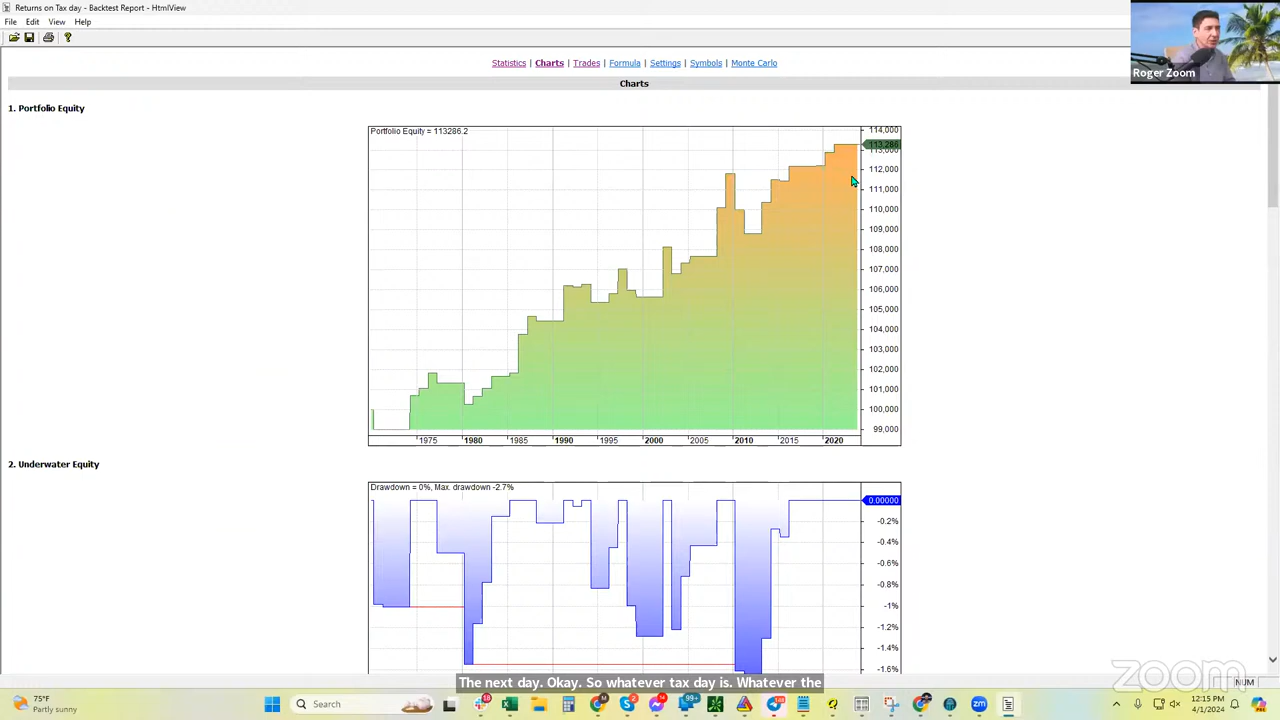 Returns on Tax day - Backtest Report - HtmlView
File Edit View Help
Statistics | Charts | Trades | Formula | Settings | Symbols | Monte Carlo
Charts
Roger Zoom
1. Portfolio Equity
Portfolio Equity = 113286.2
114,000
113,286
113,000
112,000
111,000
110,000
109,000
108,000
107,000
106,000
105,000
104,000
103,000
102,000
101,000
100,000
99,000
1975 1980 1985 1990 1995 2000 2005 2010 2015 2020
2. Underwater Equity
Drawdown = 0%, Max. drawdown -2.7%
0.00000
-0.2%
-0.4%
-0.6%
-0.8%
-1%
-1.2%
-1.4%
-1.6%
The next day. Okay. So whatever tax day is. Whatever the
zoom
NUM
75°F
Partly sunny
Search
18
99+
12:15 PM
4/1/2024